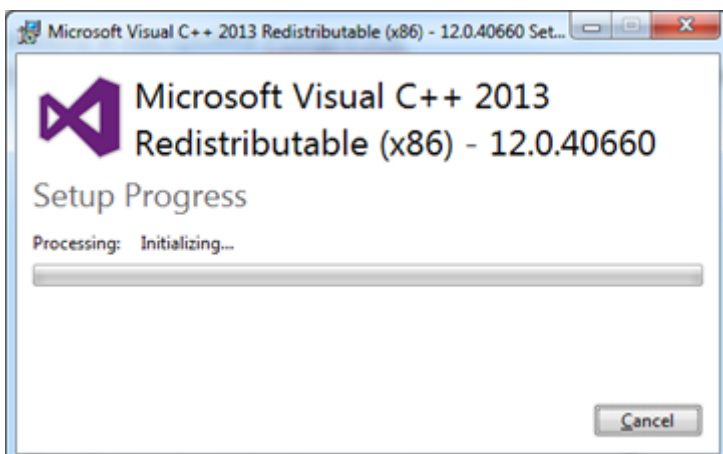 Microsoft Visual C++ 2013 Redistributable (x86) - 12.0.40660 Set...
Microsoft Visual C++ 2013
Redistributable (x86) - 12.0.40660
Setup Progress
Processing: Initializing...
Cancel